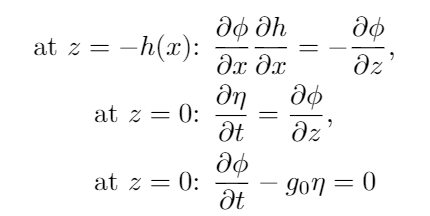 at z = −h(x): ∂ϕ/∂x ∂h/∂x = −∂ϕ/∂z,
at z = 0: ∂η/∂t = ∂ϕ/∂z,
at z = 0: ∂ϕ/∂t − g₀η = 0